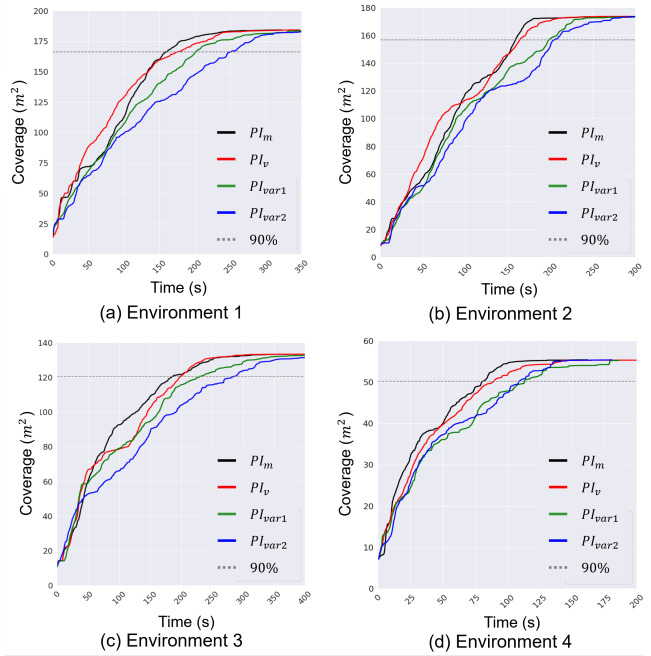 200
175
150
125
100
75
50
25
0
Coverage (m²)
PI_m
PI_v
PI_var1
PI_var2
90%
0 50 100 150 200 250 300 350
Time (s)
(a) Environment 1
180
160
140
120
100
80
60
40
20
0
Coverage (m²)
PI_m
PI_v
PI_var1
PI_var2
90%
0 50 100 150 200 250 300
Time (s)
(b) Environment 2
140
120
100
80
60
40
20
0
Coverage (m²)
PI_m
PI_v
PI_var1
PI_var2
90%
0 50 100 150 200 250 300 350 400
Time (s)
(c) Environment 3
60
50
40
30
20
10
0
Coverage (m²)
PI_m
PI_v
PI_var1
PI_var2
90%
0 25 50 75 100 125 150 175 200
Time (s)
(d) Environment 4